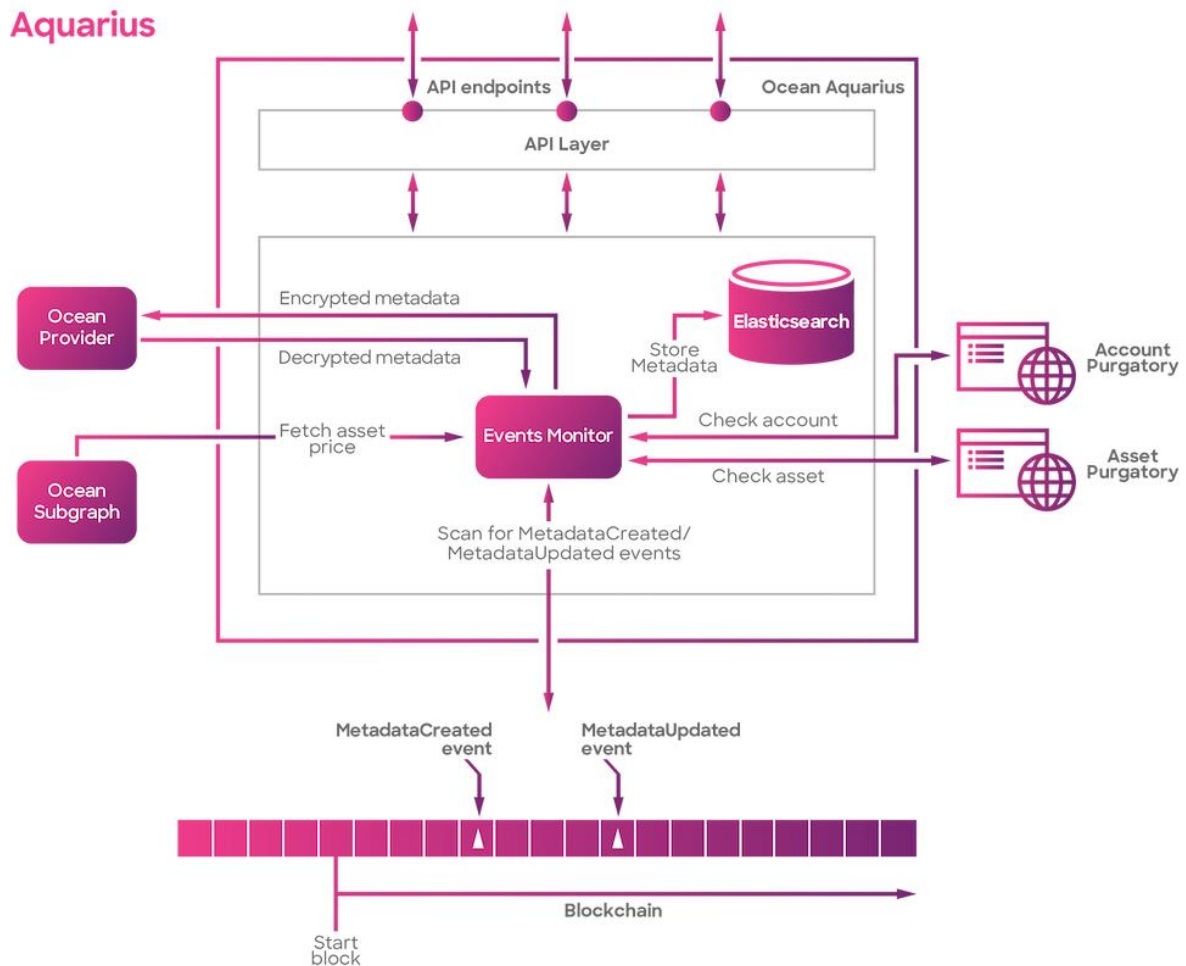 Aquarius
API endpoints
Ocean Aquarius
API Layer
Encrypted metadata
Ocean
Provider
Decrypted metadata
Elasticsearch
Store
Metadata
Account
Purgatory
Check account
Fetch asset
price
Events Monitor
Asset
Purgatory
Check asset
Ocean
Subgraph
Scan for MetadataCreated/
MetadataUpdated events
MetadataCreated
event
MetadataUpdated
event
Blockchain
Start
block